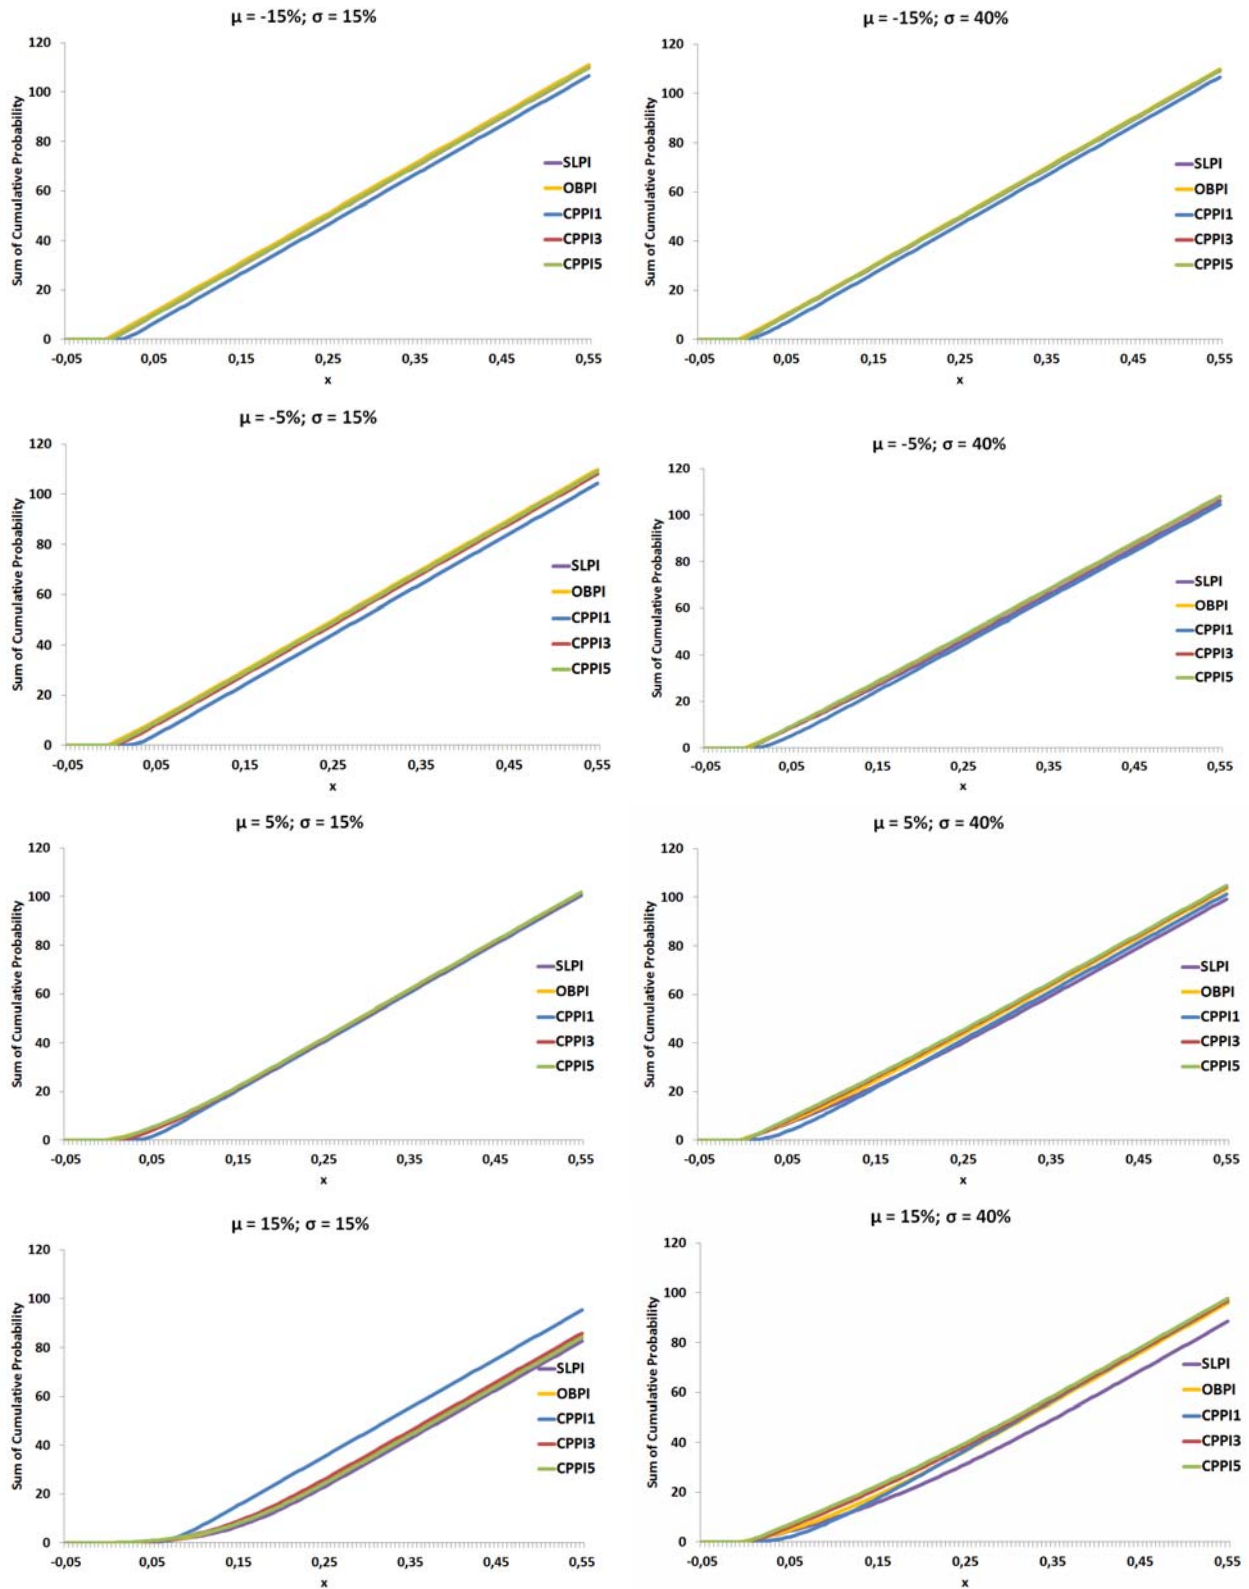 μ = -15%; σ = 15%
Sum of Cumulative Probability
120
100
80
60
40
20
0
-0,05
0,05
0,15
0,25
0,35
0,45
0,55
x
SLPI
OBPI
CPPI1
CPPI3
CPPI5
μ = -15%; σ = 40%
Sum of Cumulative Probability
120
100
80
60
40
20
0
-0,05
0,05
0,15
0,25
0,35
0,45
0,55
x
SLPI
OBPI
CPPI1
CPPI3
CPPI5
μ = -5%; σ = 15%
Sum of Cumulative Probability
120
100
80
60
40
20
0
-0,05
0,05
0,15
0,25
0,35
0,45
0,55
x
SLPI
OBPI
CPPI1
CPPI3
CPPI5
μ = -5%; σ = 40%
Sum of Cumulative Probability
120
100
80
60
40
20
0
-0,05
0,05
0,15
0,25
0,35
0,45
0,55
x
SLPI
OBPI
CPPI1
CPPI3
CPPI5
μ = 5%; σ = 15%
Sum of Cumulative Probability
120
100
80
60
40
20
0
-0,05
0,05
0,15
0,25
0,35
0,45
0,55
x
SLPI
OBPI
CPPI1
CPPI3
CPPI5
μ = 5%; σ = 40%
Sum of Cumulative Probability
120
100
80
60
40
20
0
-0,05
0,05
0,15
0,25
0,35
0,45
0,55
x
SLPI
OBPI
CPPI1
CPPI3
CPPI5
μ = 15%; σ = 15%
Sum of Cumulative Probability
120
100
80
60
40
20
0
-0,05
0,05
0,15
0,25
0,35
0,45
0,55
x
SLPI
OBPI
CPPI1
CPPI3
CPPI5
μ = 15%; σ = 40%
Sum of Cumulative Probability
120
100
80
60
40
20
0
-0,05
0,05
0,15
0,25
0,35
0,45
0,55
x
SLPI
OBPI
CPPI1
CPPI3
CPPI5